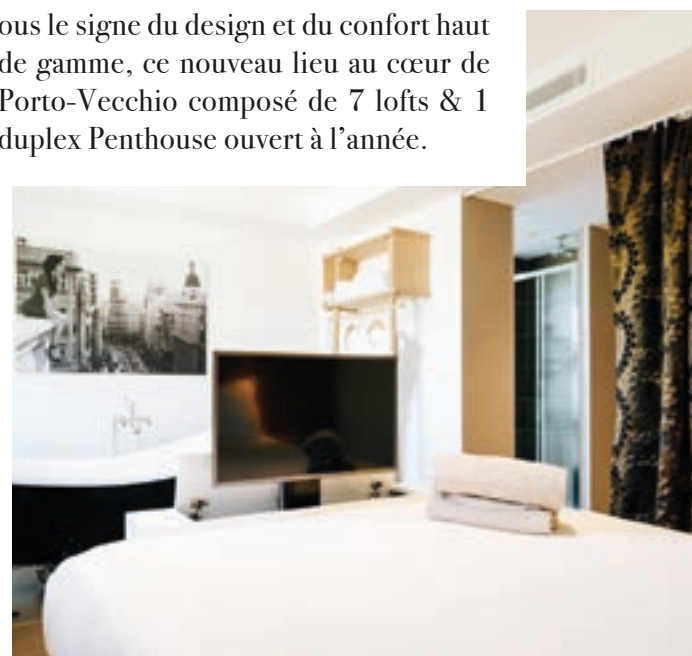 ous le signe du design et du confort haut
de gamme, ce nouveau lieu au cœur de
Porto-Vecchio composé de 7 lofts & 1
duplex Penthouse ouvert à l’année.